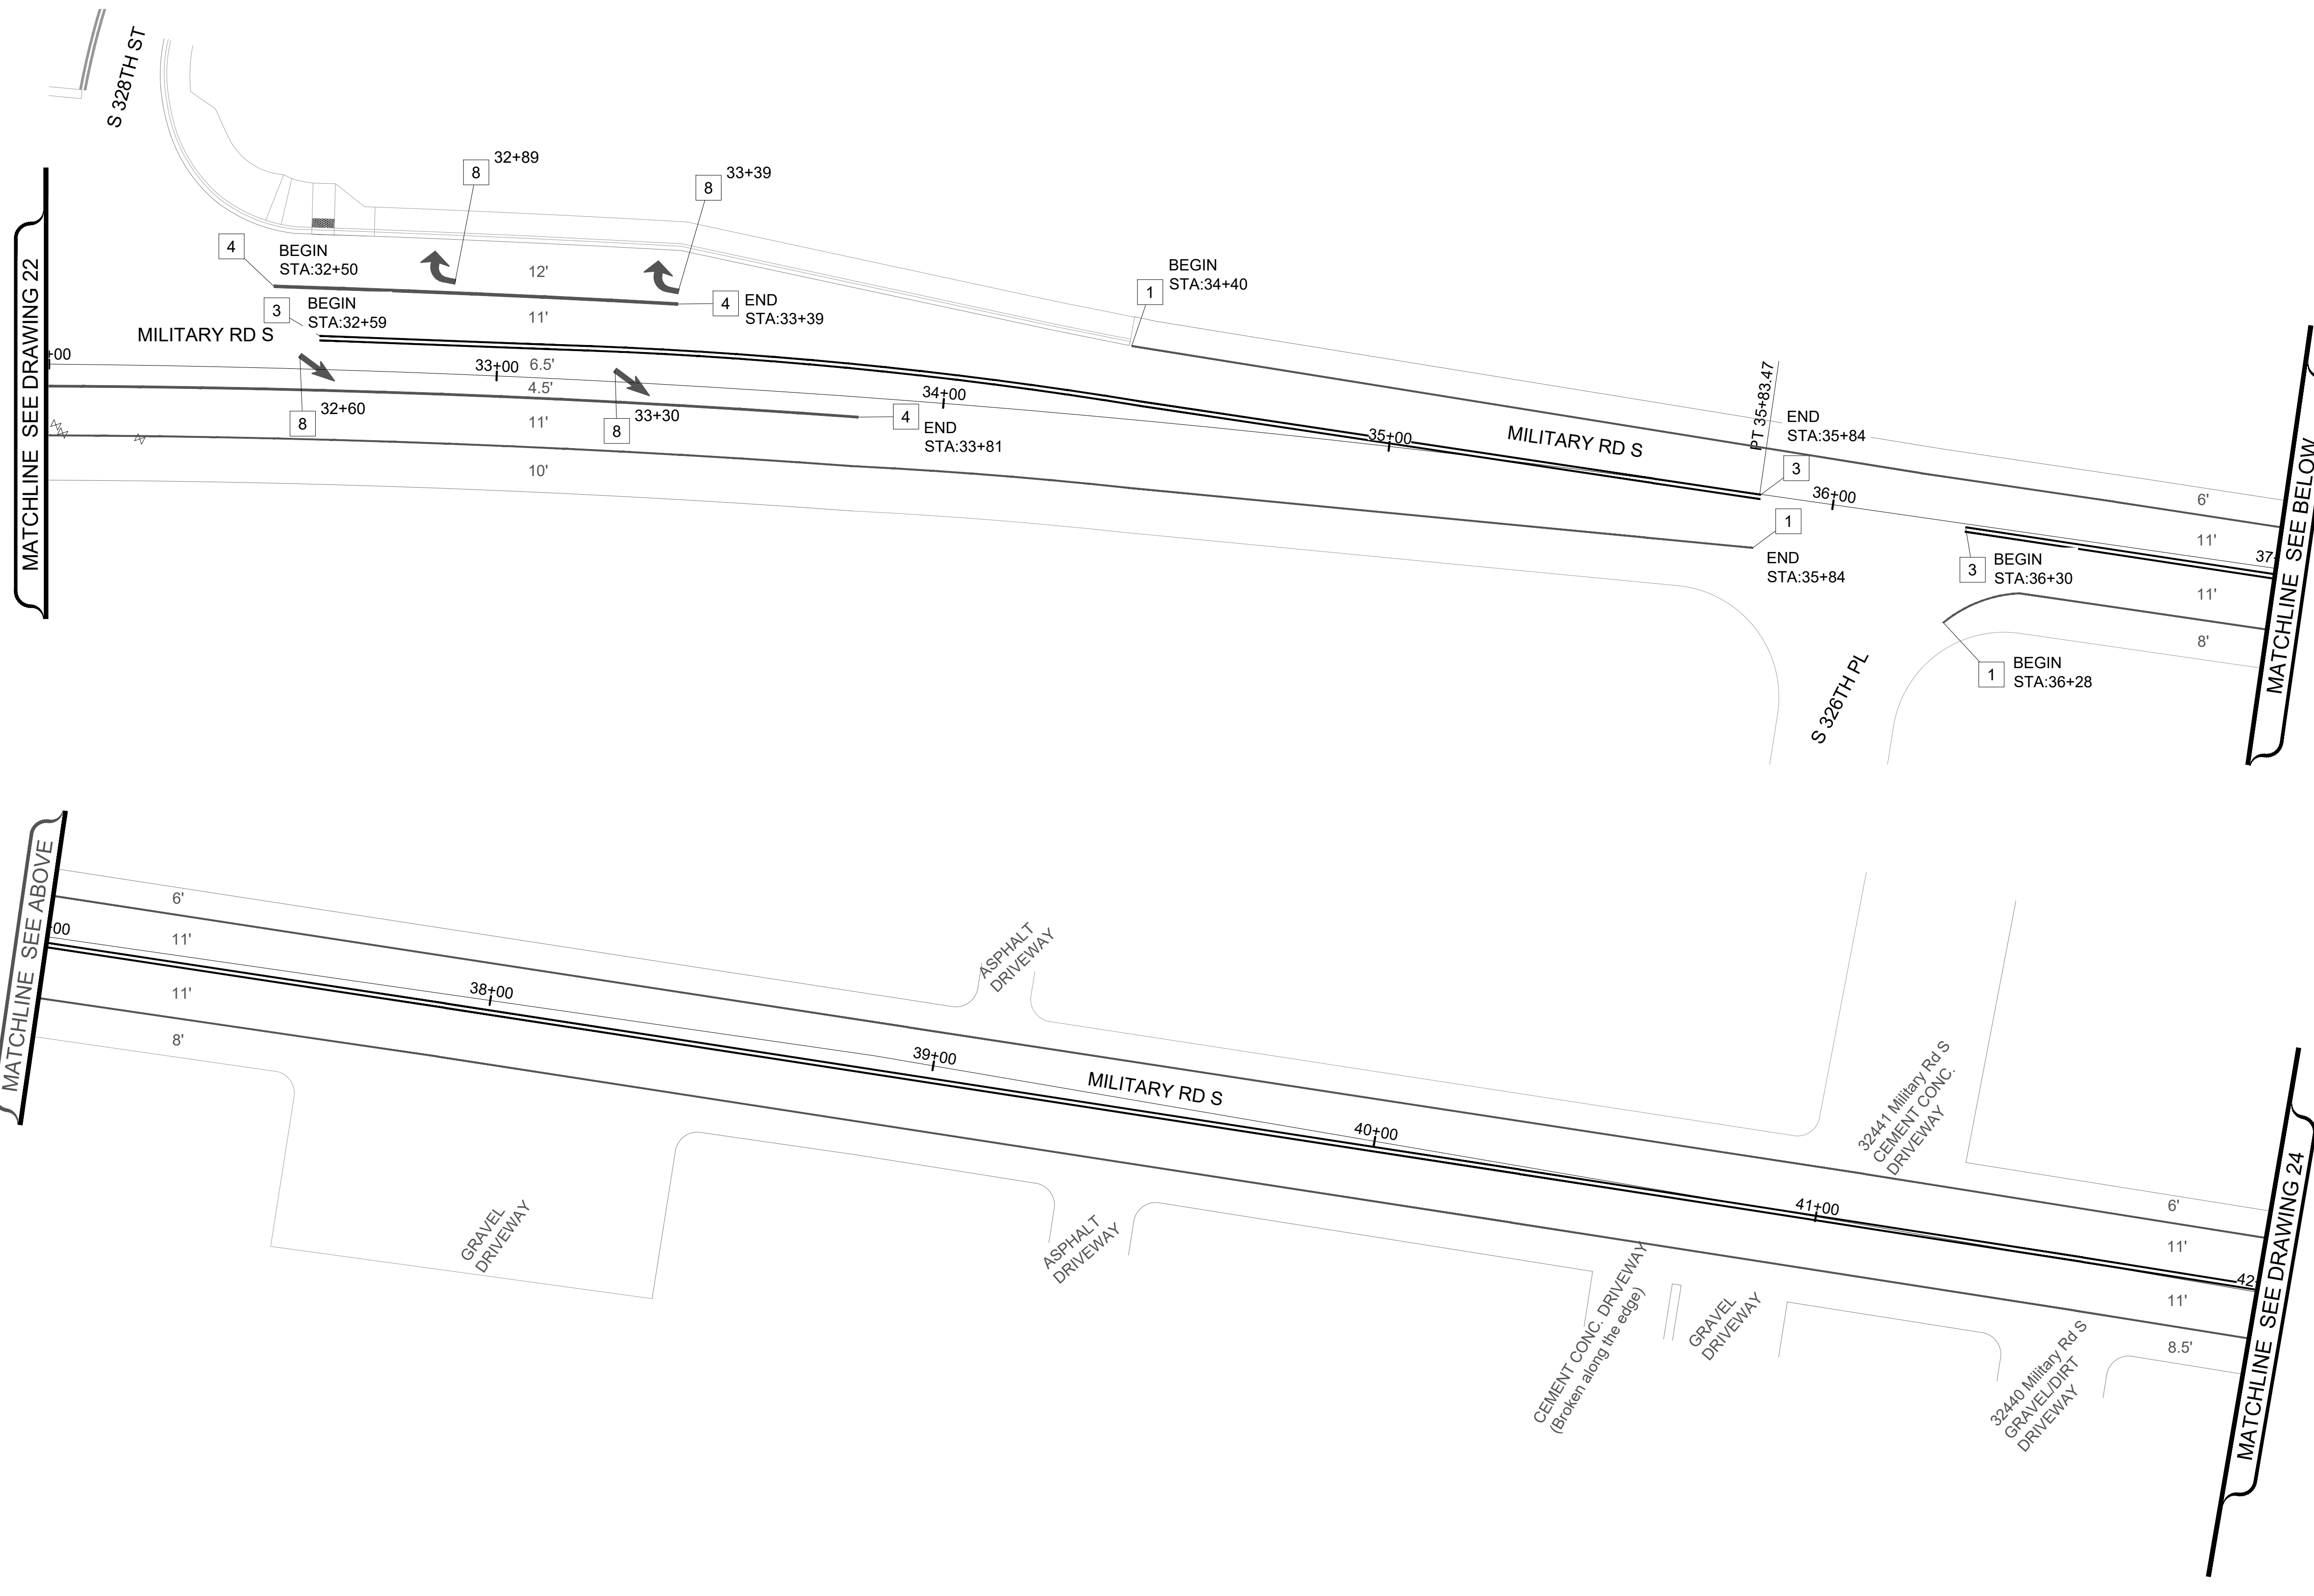 S 328TH ST
8
32+89
8
33+39
4
BEGIN
STA:32+50
12'
4
END
STA:33+39
3
BEGIN
STA:32+59
11'
MILITARY RD S
MATCHLINE SEE DRAWING 22
+00
33+00
6.5'
4.5'
8
32+60
8
33+30
11'
10'
34+00
4
END
STA:33+81
1
BEGIN
STA:34+40
35+00
MILITARY RD S
PT 35+83.47
END
STA:35+84
3
36+00
1
END
STA:35+84
3
BEGIN
STA:36+30
6'
11'
37+
11'
8'
1
BEGIN
STA:36+28
S 326TH PL
MATCHLINE SEE BELOW
MATCHLINE SEE ABOVE
6'
+00
11'
11'
8'
38+00
ASPHALT
DRIVEWAY
39+00
MILITARY RD S
40+00
GRAVEL
DRIVEWAY
ASPHALT
DRIVEWAY
32441 Military Rd S
CEMENT CONC.
DRIVEWAY
41+00
CEMENT CONC. DRIVEWAY
(Broken along the edge)
GRAVEL
DRIVEWAY
32440 Military Rd S
GRAVEL/DIRT
DRIVEWAY
6'
11'
42+
11'
8.5'
MATCHLINE SEE DRAWING 24